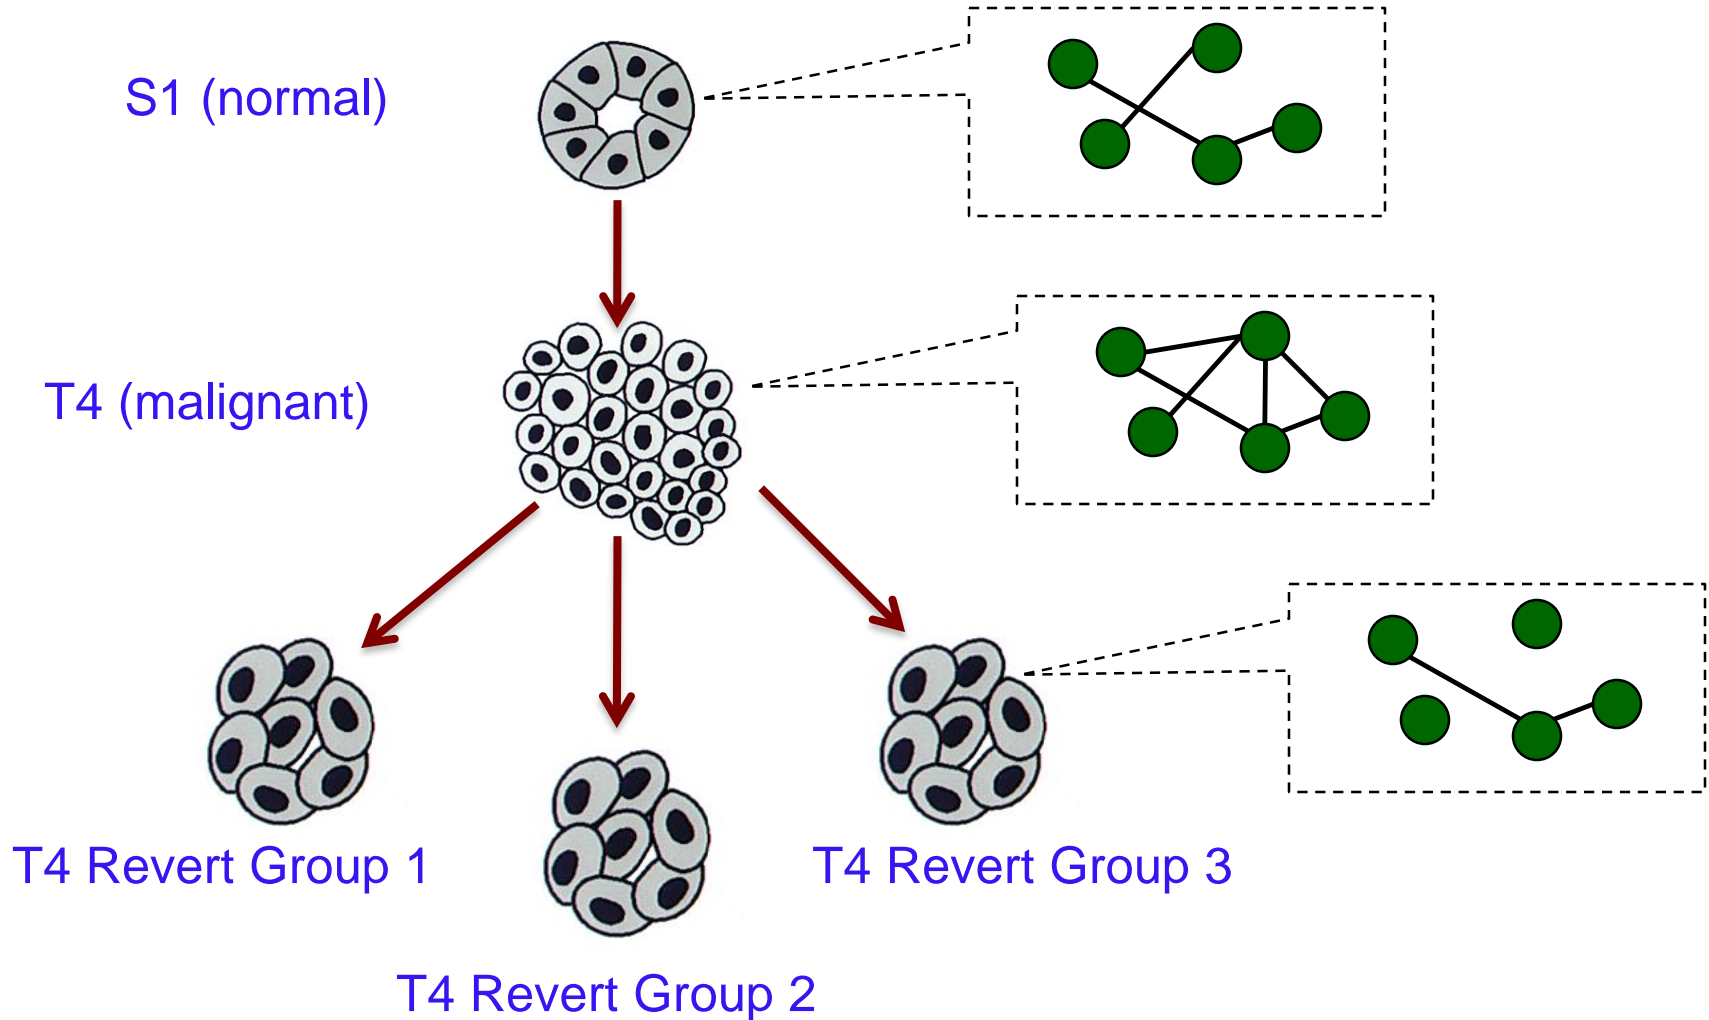 S1 (normal)
T4 (malignant)
T4 Revert Group 1
T4 Revert Group 3
T4 Revert Group 2